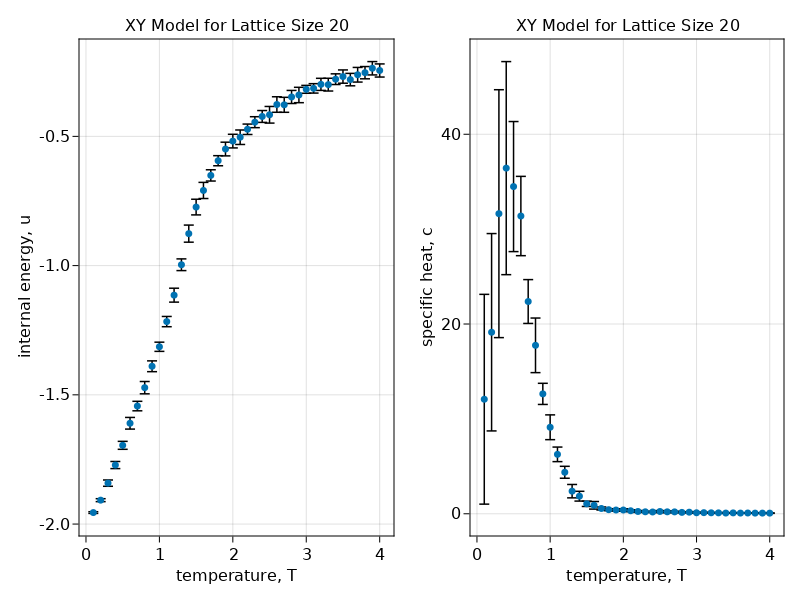 XY Model for Lattice Size 20
internal energy, u
-0.5
-1.0
-1.5
-2.0
0 1 2 3 4
temperature, T
XY Model for Lattice Size 20
specific heat, c
40
20
0
0 1 2 3 4
temperature, T